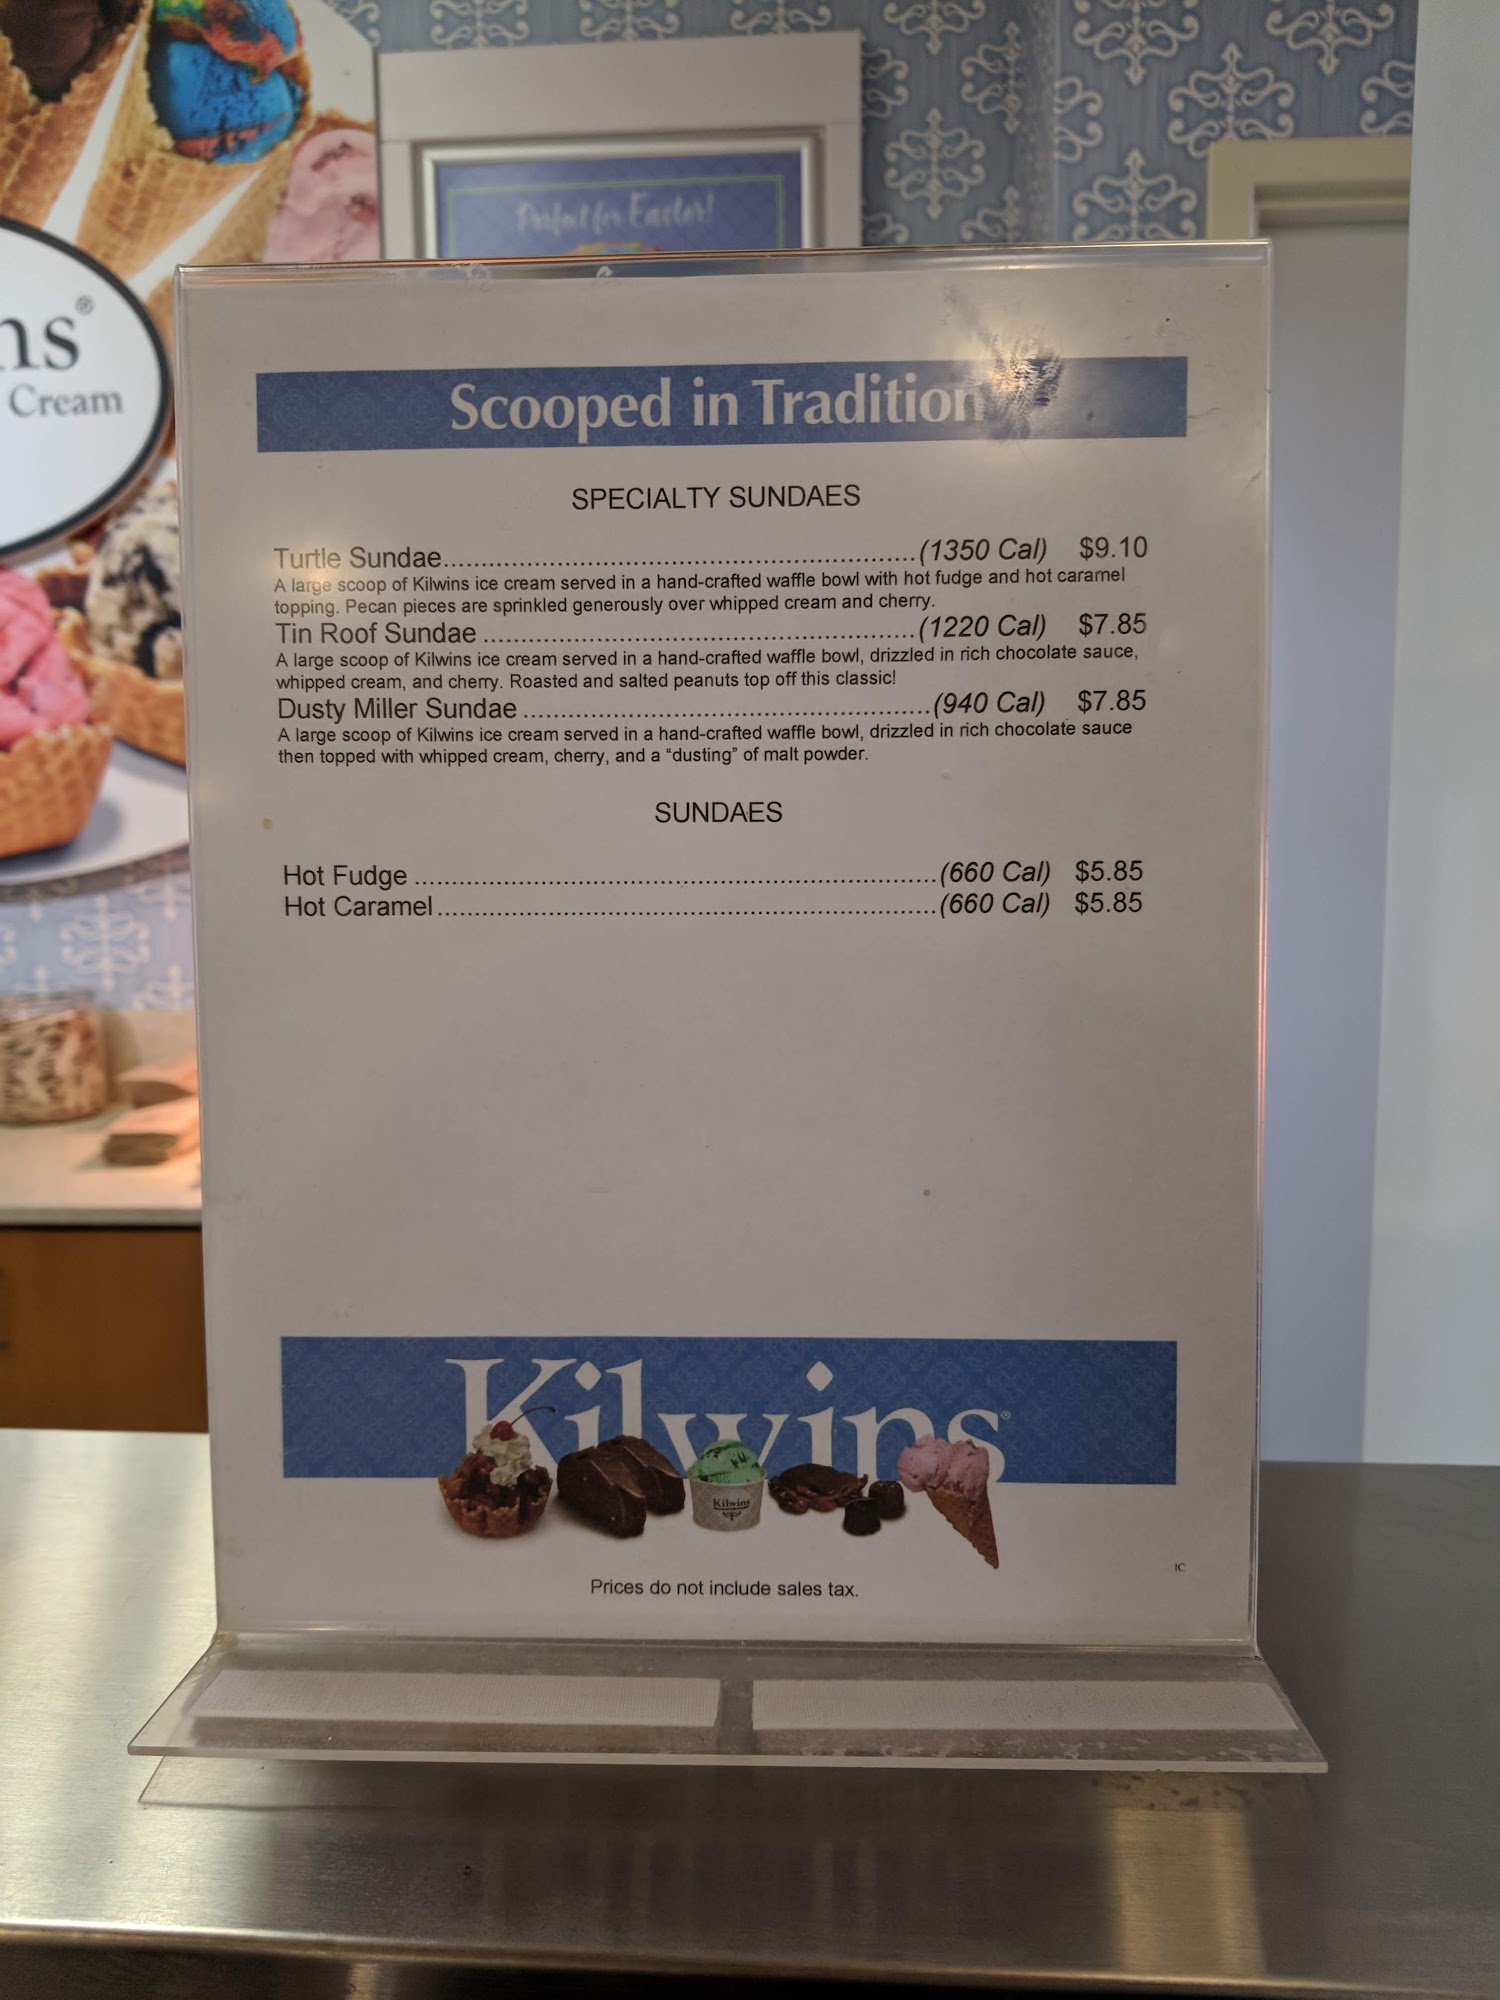 Perfect for Easter!
ns®
Cream
Scooped in Tradition
SPECIALTY SUNDAES
Turtle Sundae.............................................................(1350 Cal) $9.10
A large scoop of Kilwins ice cream served in a hand-crafted waffle bowl with hot fudge and hot caramel
topping. Pecan pieces are sprinkled generously over whipped cream and cherry.
Tin Roof Sundae ........................................................(1220 Cal) $7.85
A large scoop of Kilwins ice cream served in a hand-crafted waffle bowl, drizzled in rich chocolate sauce,
whipped cream, and cherry. Roasted and salted peanuts top off this classic!
Dusty Miller Sundae .....................................................(940 Cal) $7.85
A large scoop of Kilwins ice cream served in a hand-crafted waffle bowl, drizzled in rich chocolate sauce
then topped with whipped cream, cherry, and a “dusting” of malt powder.
SUNDAES
Hot Fudge ....................................................................(660 Cal) $5.85
Hot Caramel.................................................................(660 Cal) $5.85
Kilwins®
Kilwins
IC
Prices do not include sales tax.